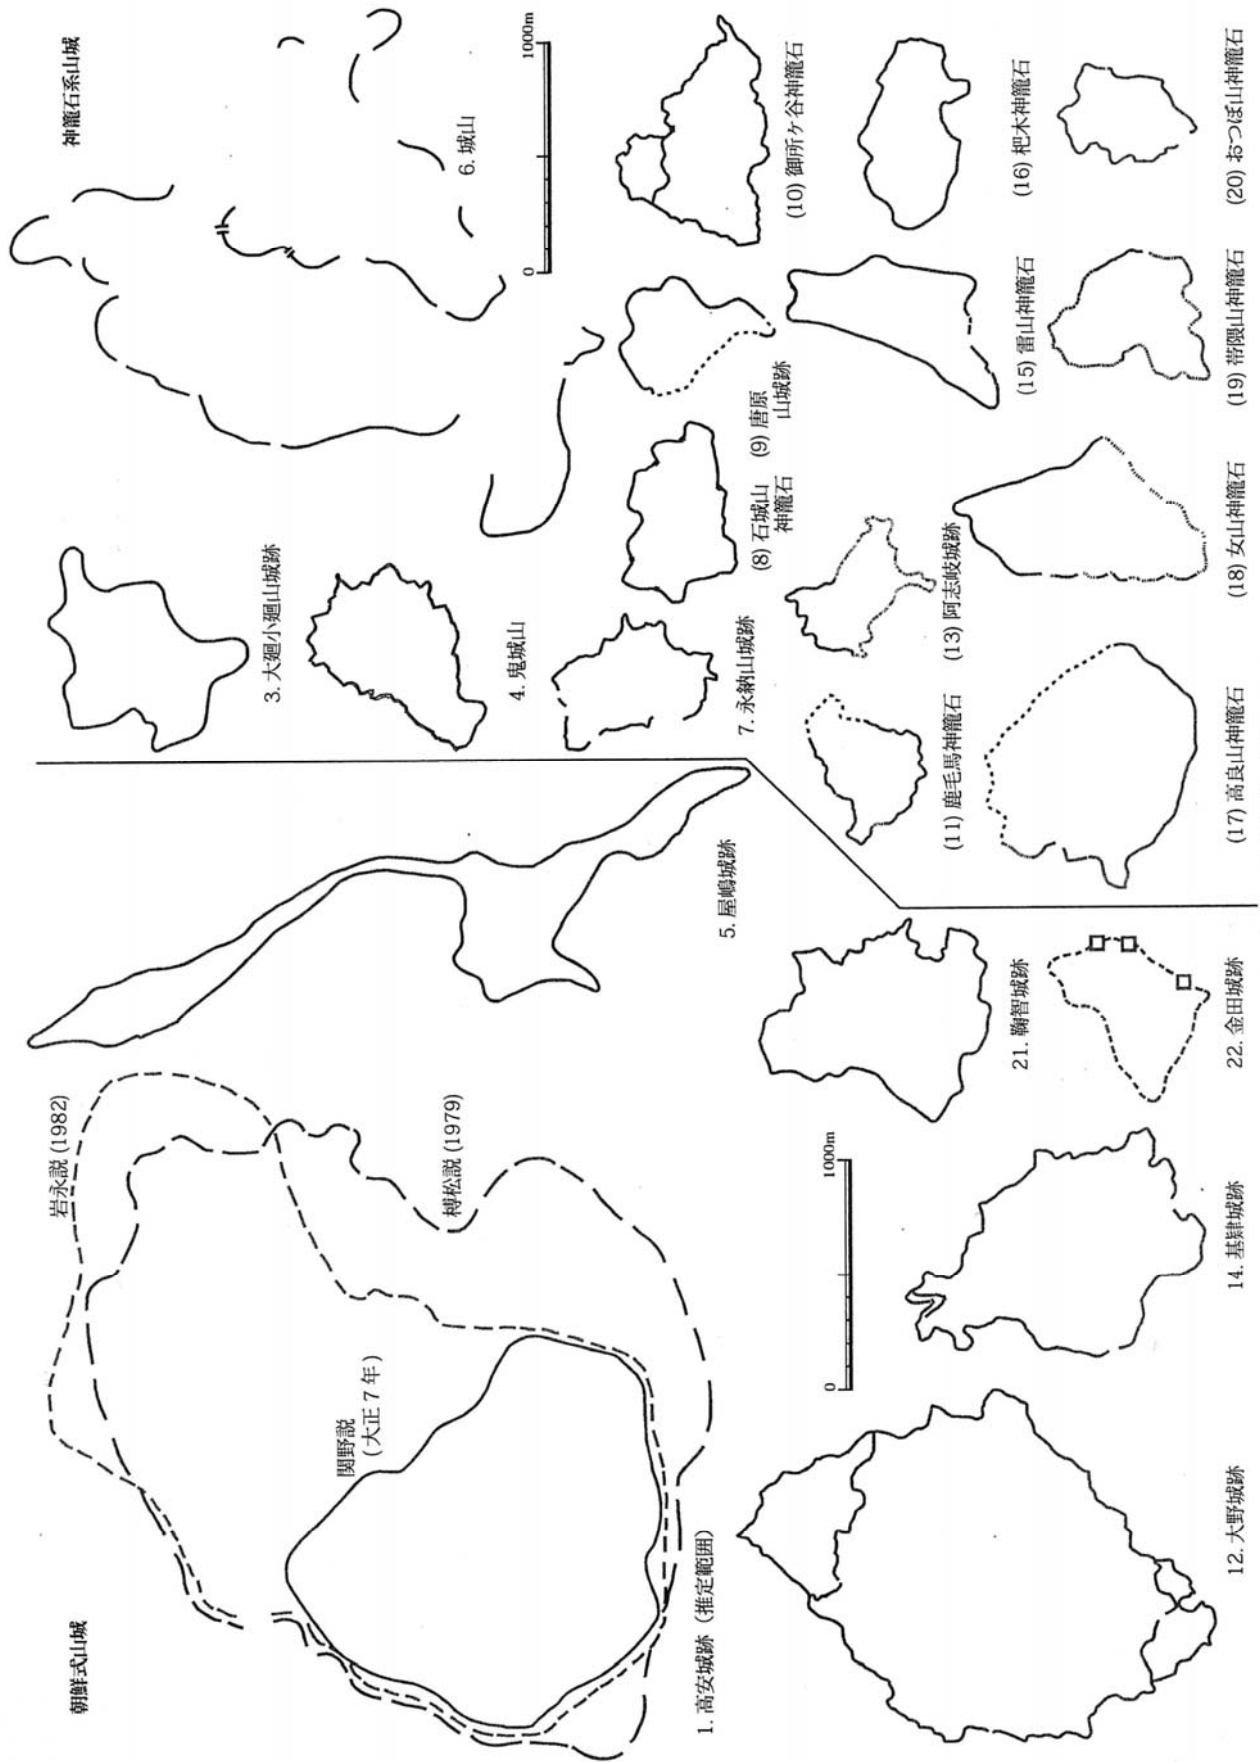 朝鮮式山城
岩永説 (1982)
樽松説 (1979)
関野説
(大正 7 年)
1. 高安城跡 (推定範囲)
5. 屋嶋城跡
12. 大野城跡
14. 基肄城跡
21. 鞠智城跡
22. 金田城跡
0
1000m
神籠石系山城
3. 大廻小廻山城跡
4. 鬼城山
6. 城山
0
1000m
7. 永納山城跡
(8) 石城山
神籠石
(9) 唐原
山城跡
(10) 御所ヶ谷神籠石
(11) 鹿毛馬神籠石
(13) 阿志岐城跡
(15) 雷山神籠石
(16) 杷木神籠石
(17) 高良山神籠石
(18) 女山神籠石
(19) 帯隈山神籠石
(20) おつぼ山神籠石